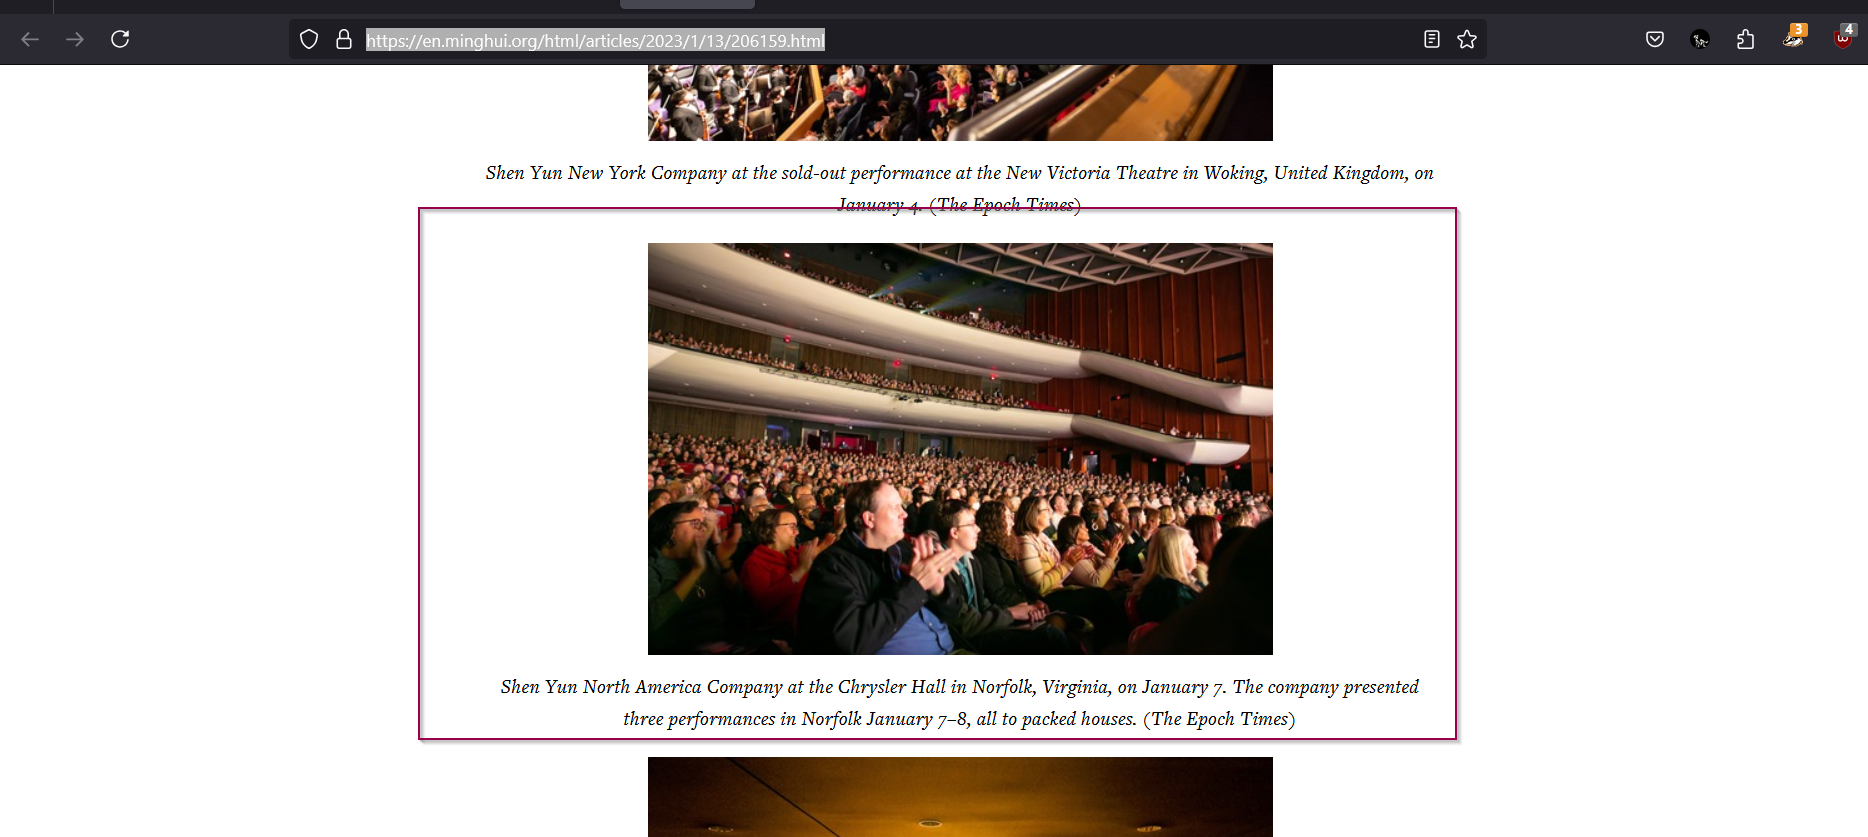 https://en.minghui.org/html/articles/2023/1/13/206159.html
3
4
Shen Yun New York Company at the sold-out performance at the New Victoria Theatre in Woking, United Kingdom, on
January 4. (The Epoch Times)
Shen Yun North America Company at the Chrysler Hall in Norfolk, Virginia, on January 7. The company presented
three performances in Norfolk January 7–8, all to packed houses. (The Epoch Times)